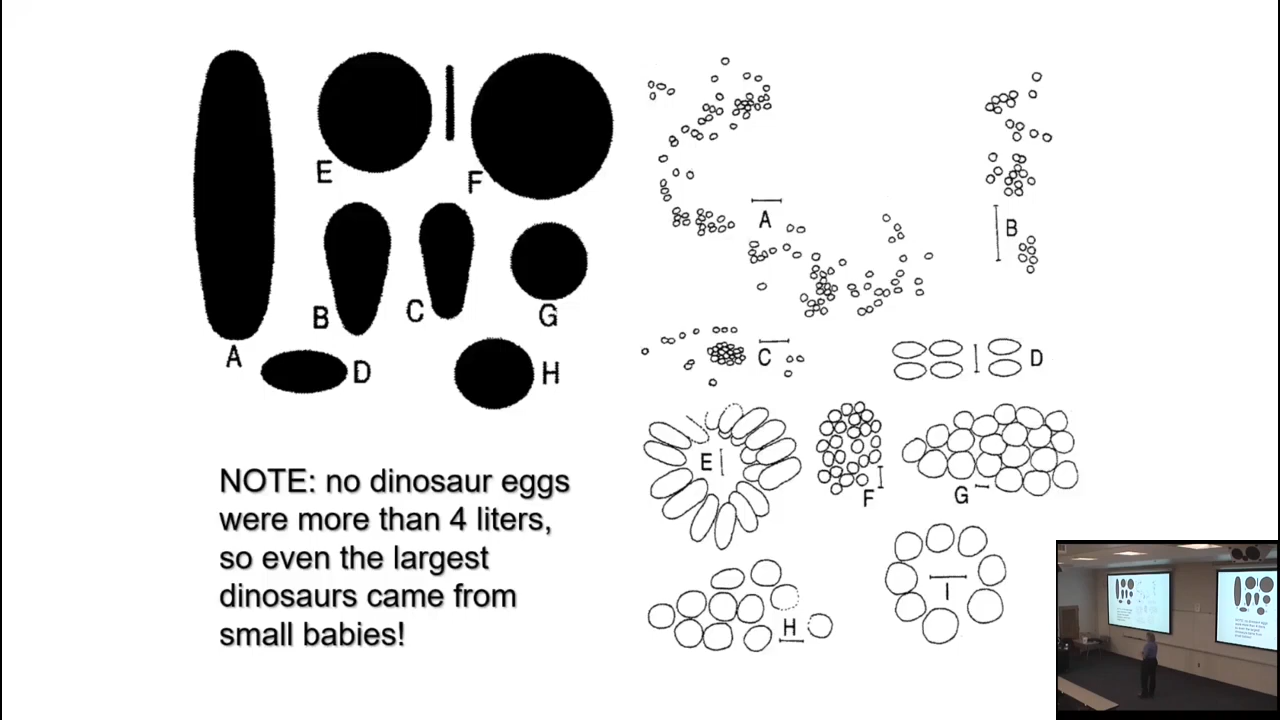 E
F
B
C
G
A
D
H
A
B
C
D
E
F
G
H
I
NOTE: no dinosaur eggs
were more than 4 liters,
so even the largest
dinosaurs came from
small babies!